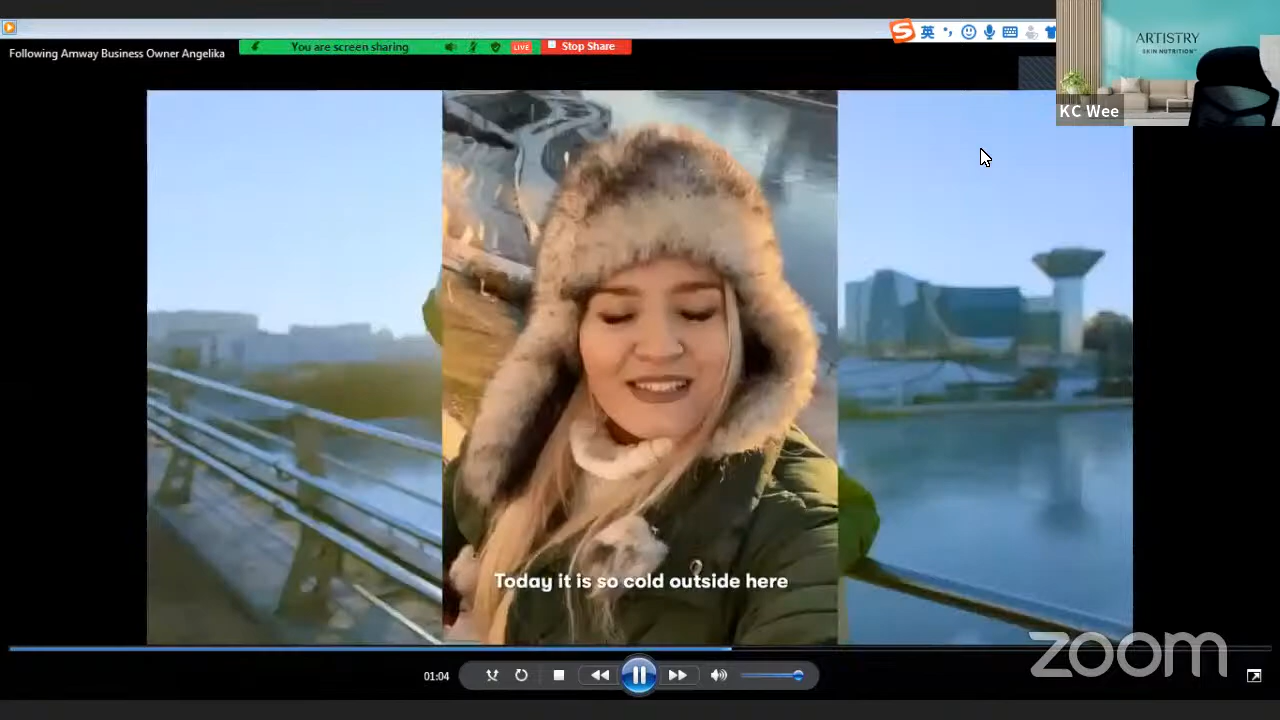 Following Amway Business Owner Angelika
You are screen sharing
LIVE
Stop Share
英
ARTISTRY
SKIN NUTRITION™
KC Wee
Today it is so cold outside here
01:04
zoom